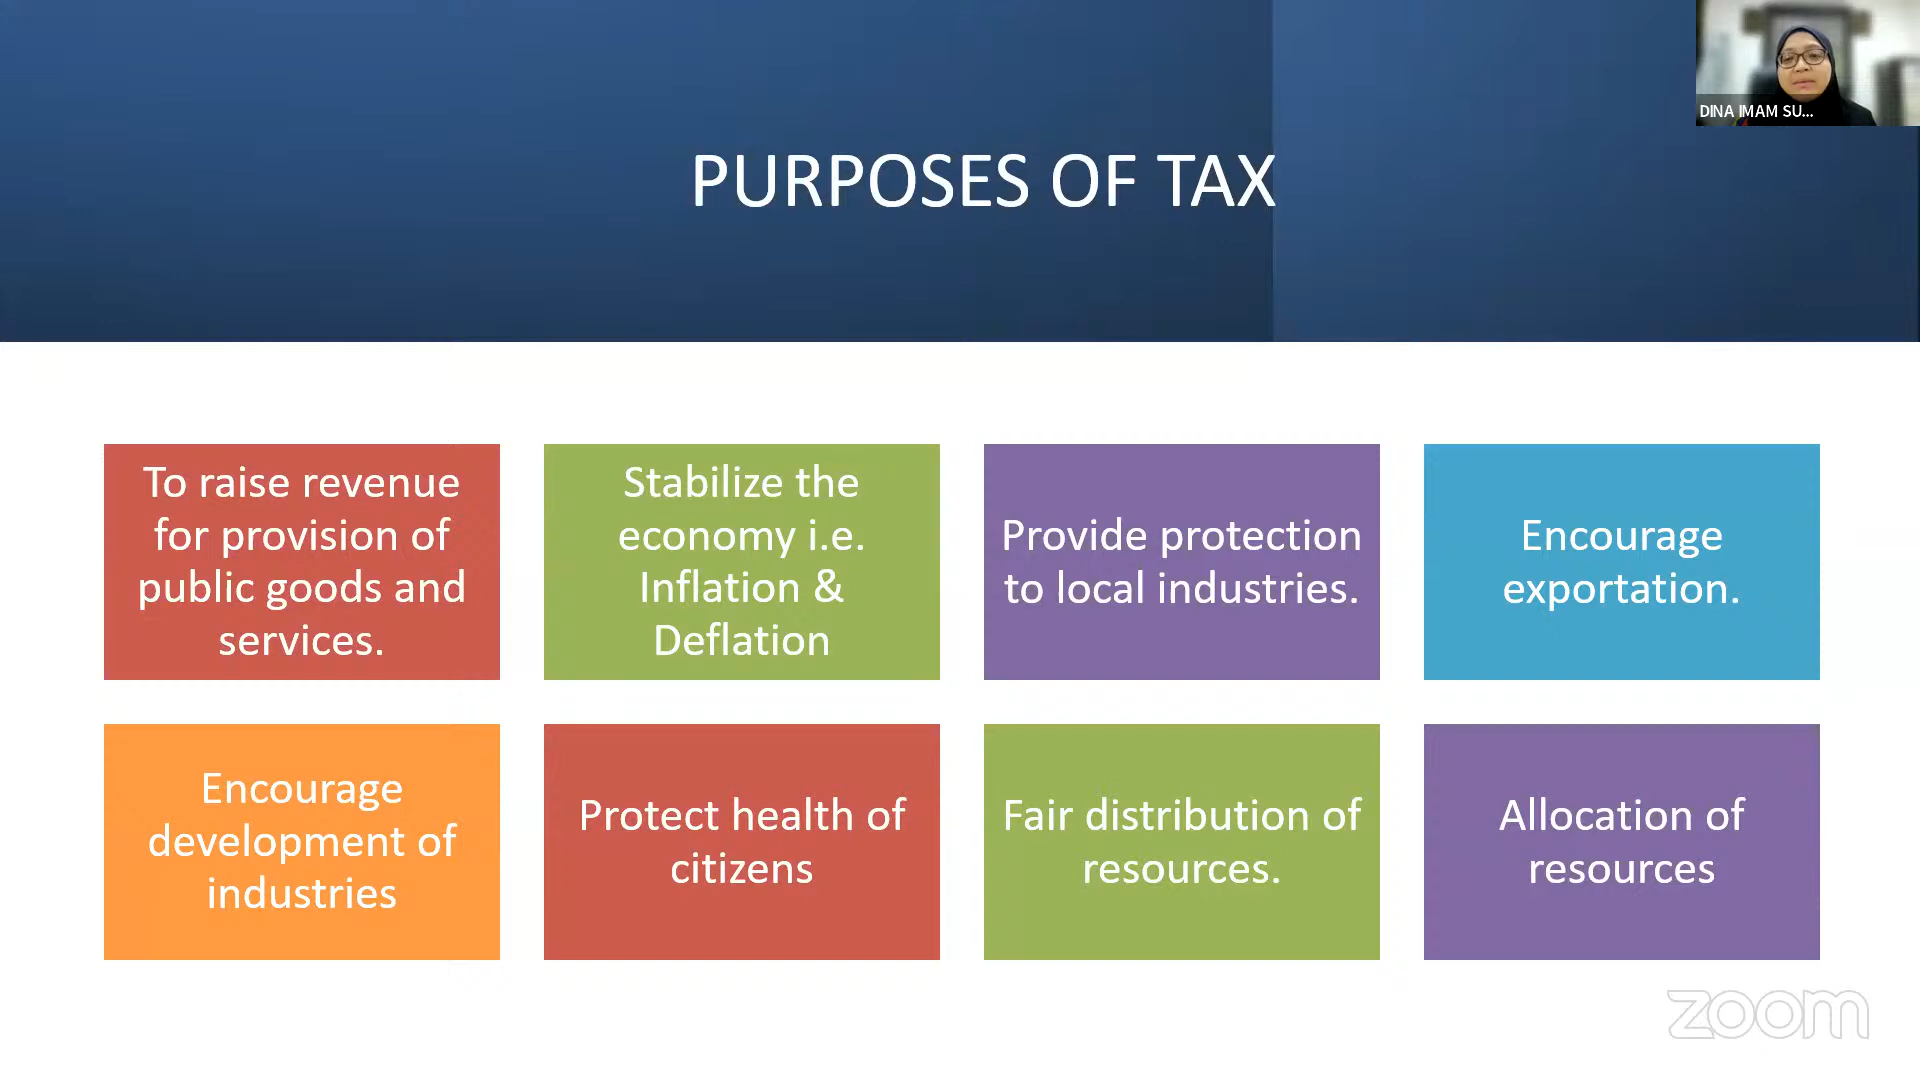 DINA IMAM SU...
PURPOSES OF TAX
To raise revenue
for provision of
public goods and
services.
Stabilize the
economy i.e.
Inflation &
Deflation
Provide protection
to local industries.
Encourage
exportation.
Encourage
development of
industries
Protect health of
citizens
Fair distribution of
resources.
Allocation of
resources
zoom